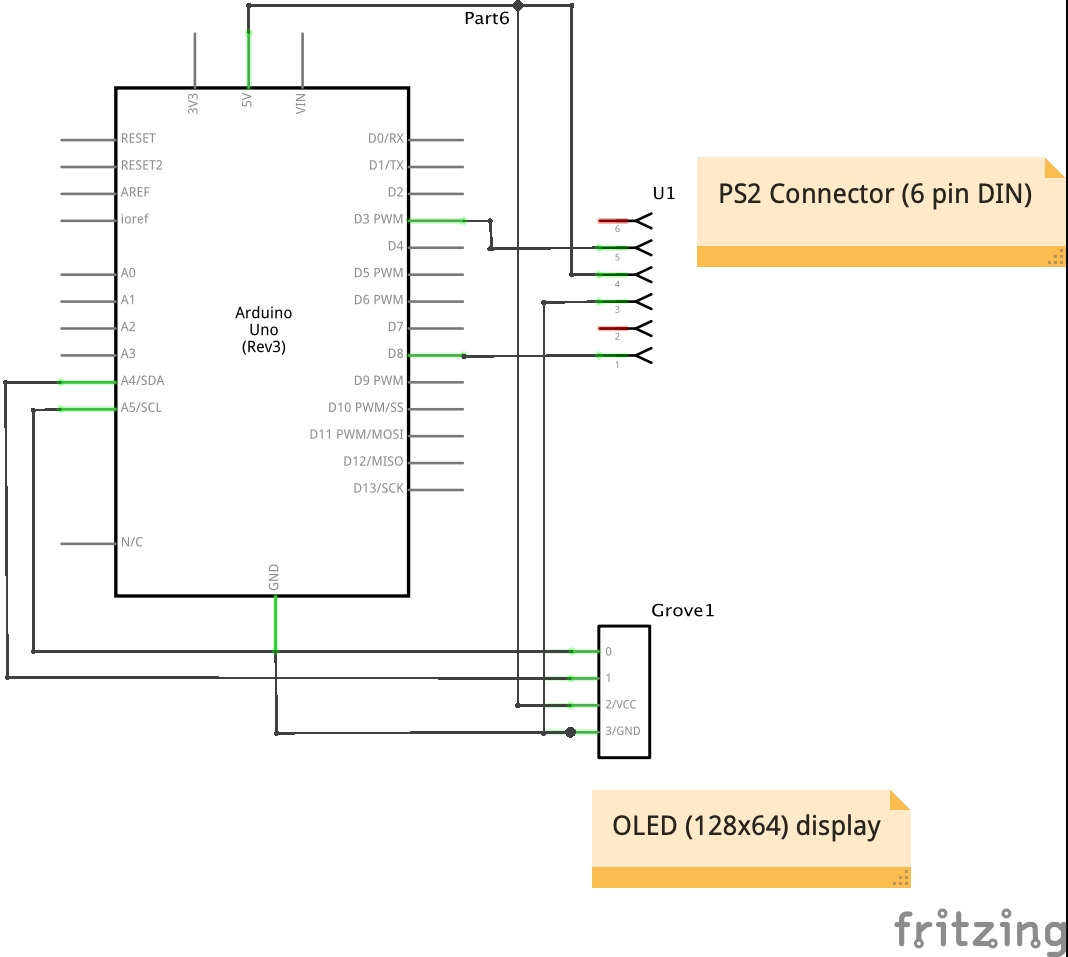 Part6
3V3
5V
VIN
RESET
D0/RX
RESET2
D1/TX
AREF
D2
ioref
D3 PWM
D4
A0
D5 PWM
A1
D6 PWM
A2
D7
A3
D8
A4/SDA
D9 PWM
A5/SCL
D10 PWM/SS
D11 PWM/MOSI
D12/MISO
D13/SCK
N/C
GND
Arduino
Uno
(Rev3)
U1
6
5
4
3
2
1
PS2 Connector (6 pin DIN)
Grove1
0
1
2/VCC
3/GND
OLED (128x64) display
fritzing